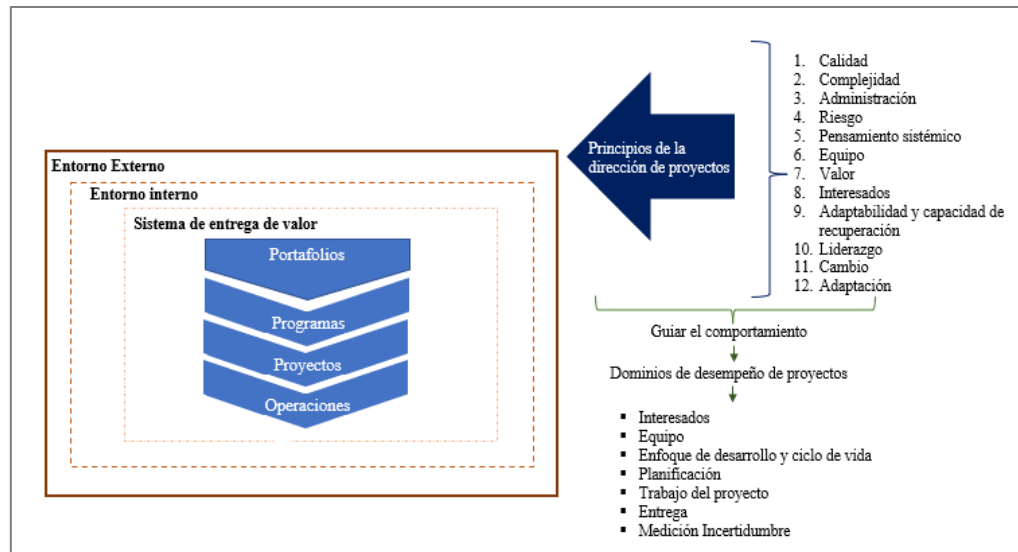 Entorno Externo
Entorno interno
Sistema de entrega de valor
Portafolios
Programas
Proyectos
Operaciones
Principios de la
dirección de proyectos
1. Calidad
2. Complejidad
3. Administración
4. Riesgo
5. Pensamiento sistémico
6. Equipo
7. Valor
8. Interesados
9. Adaptabilidad y capacidad de
recuperación
10. Liderazgo
11. Cambio
12. Adaptación
Guiar el comportamiento
Dominios de desempeño de proyectos
▪ Interesados
▪ Equipo
▪ Enfoque de desarrollo y ciclo de vida
▪ Planificación
▪ Trabajo del proyecto
▪ Entrega
▪ Medición Incertidumbre